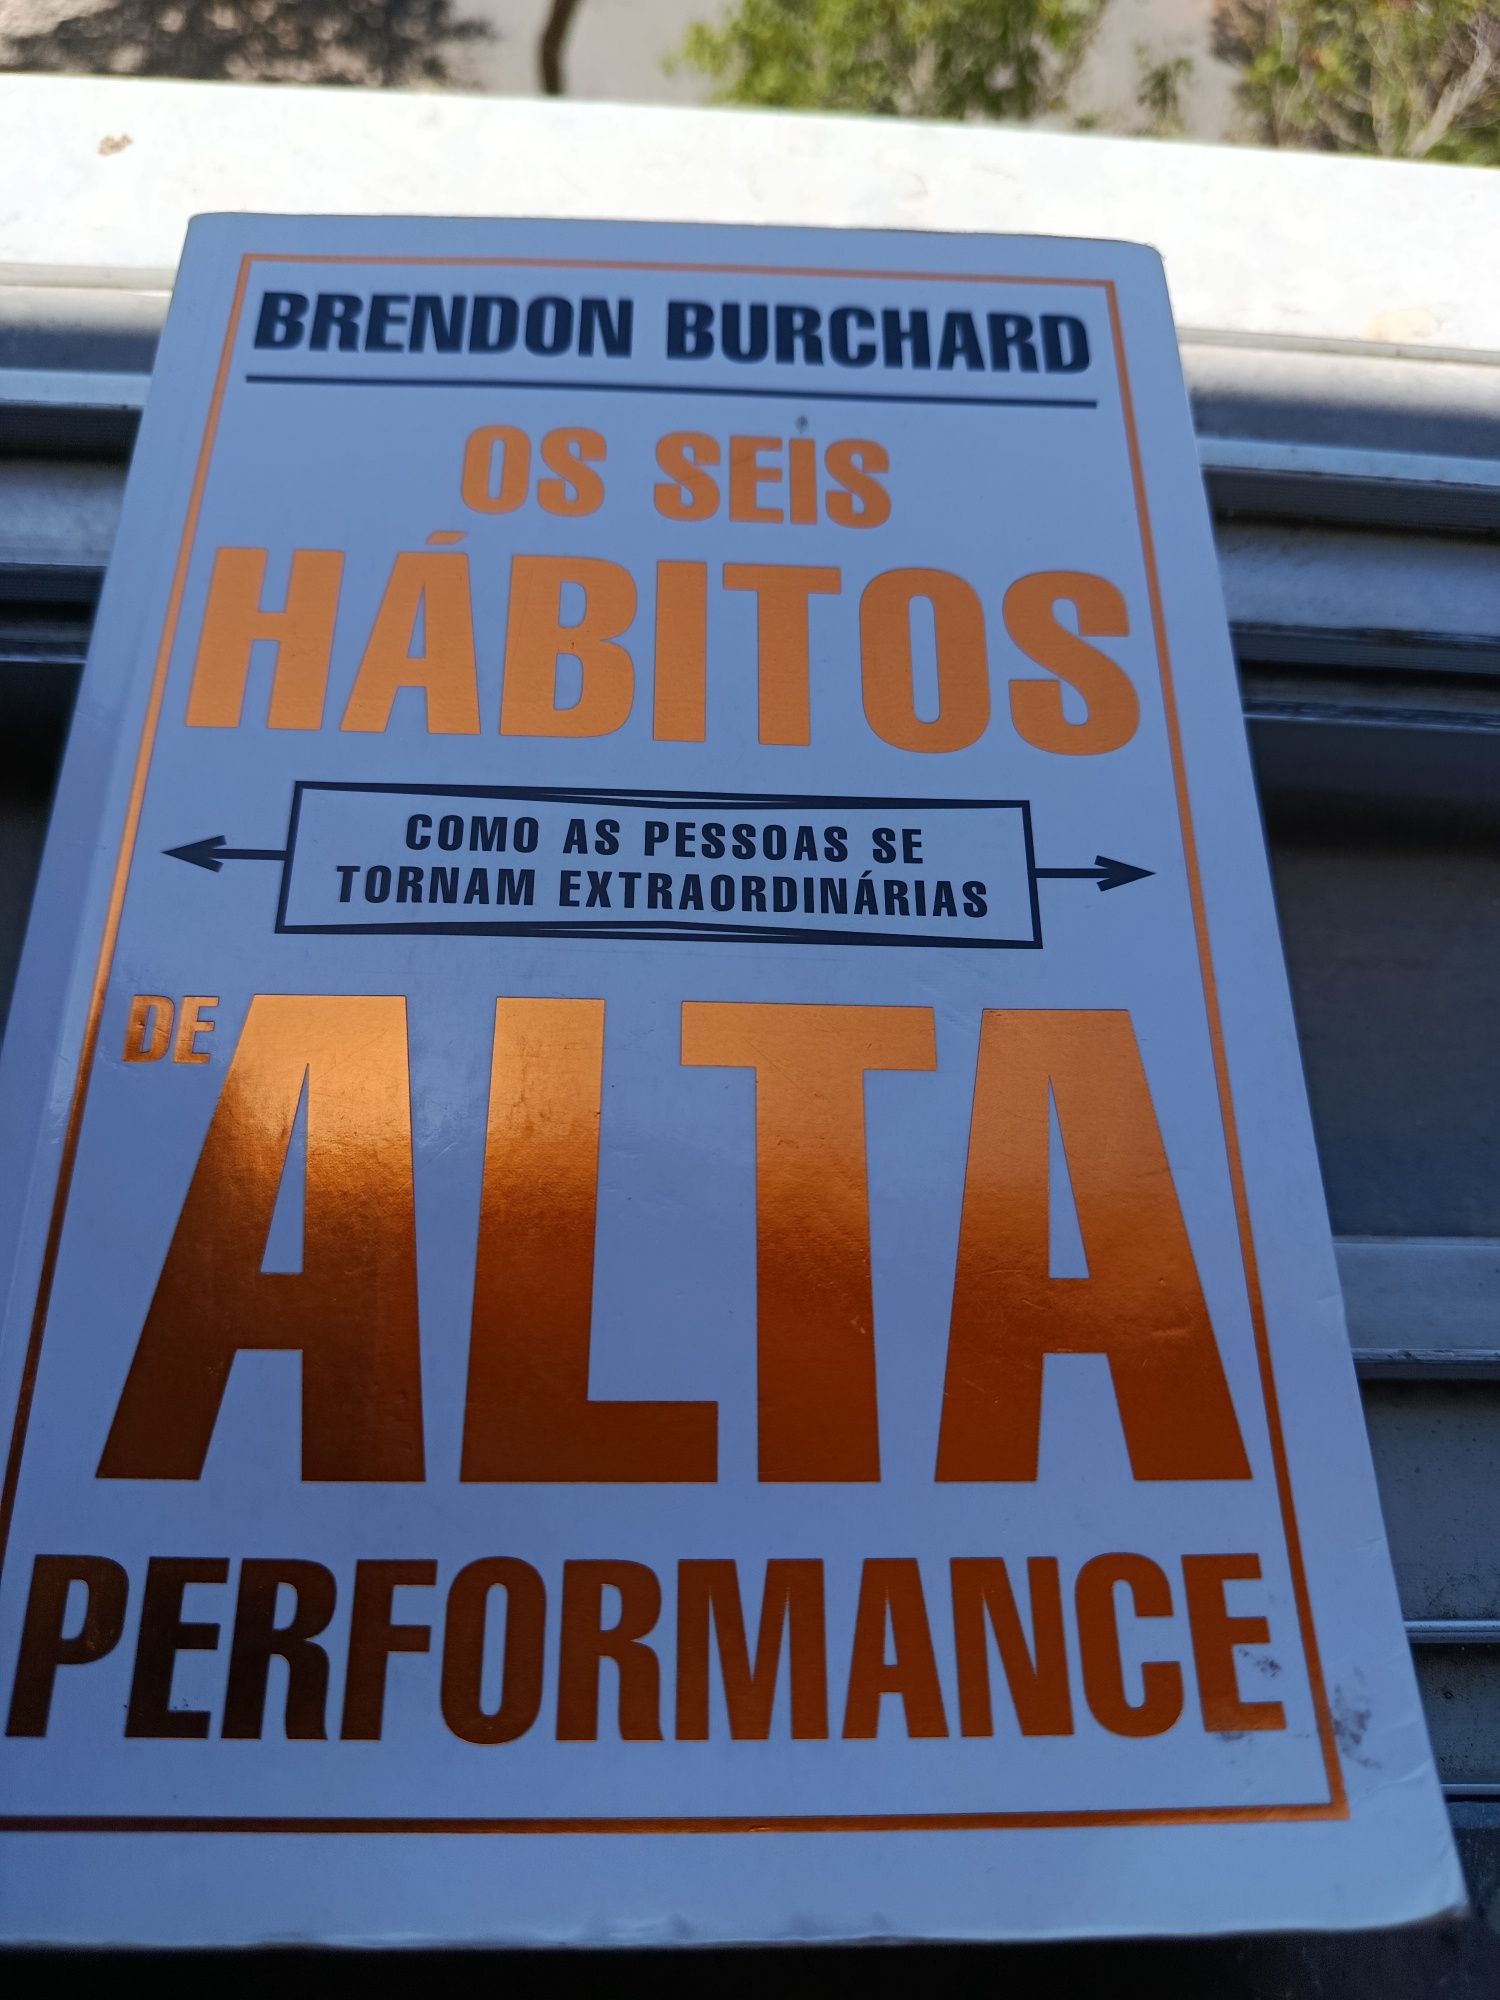 BRENDON BURCHARD
OS SEIS
HÁBITOS
COMO AS PESSOAS SE
TORNAM EXTRAORDINÁRIAS
DE ALTA
PERFORMANCE